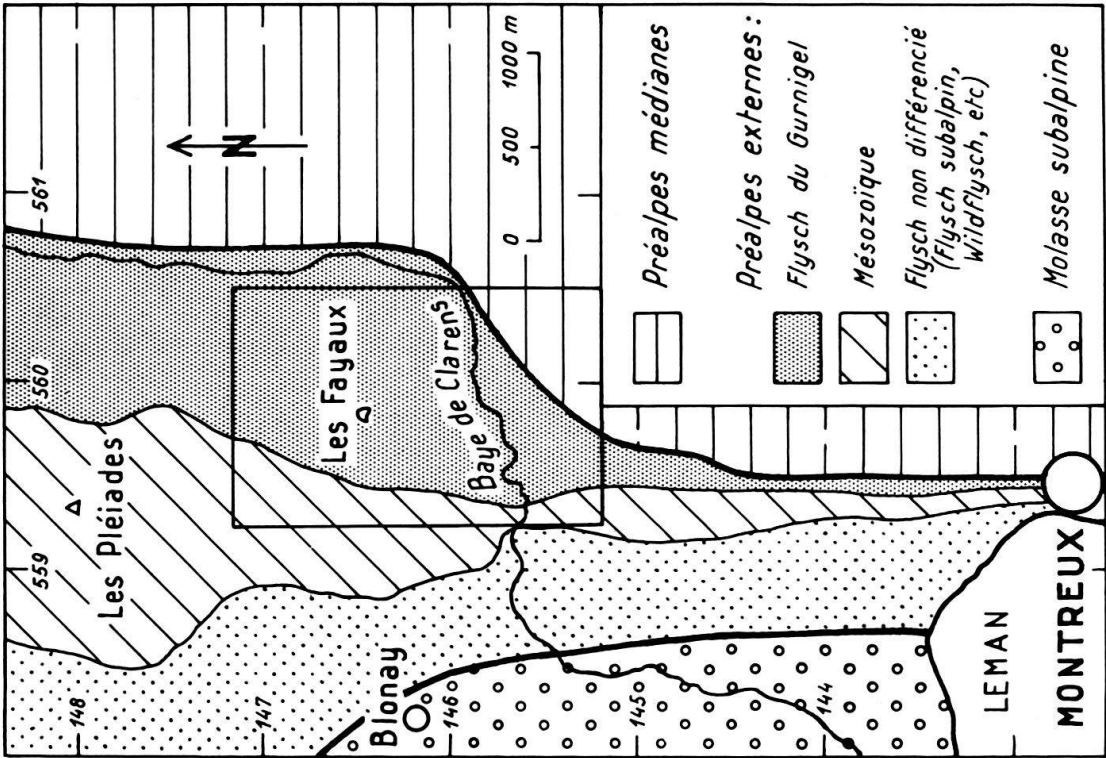 Les Pléiades
Les Fayaux
Baye de Clarens
Blonay
LEMAN
MONTREUX
559
560
561
148
147
146
145
144
N
0 500 1000 m
Préalpes médianes
Préalpes externes:
Flysch du Gurnigel
Mésozoïque
Flysch non différencié
(Flysch subalpin,
Wildflysch, etc)
Molasse subalpine